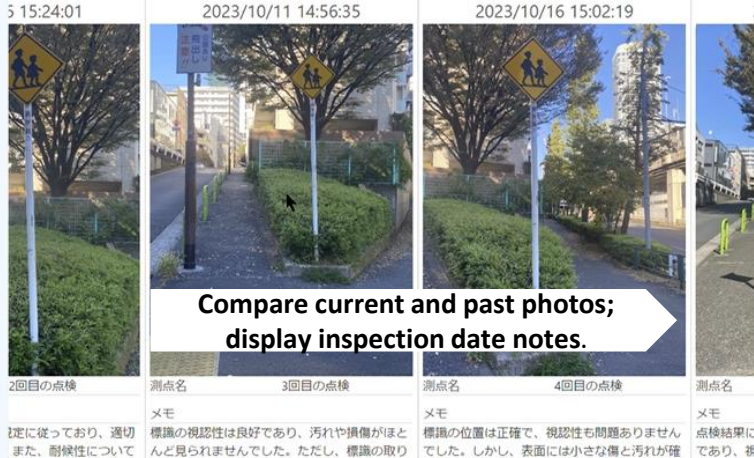 15:24:01
2023/10/11 14:56:35
2023/10/16 15:02:19
飛出し
注意!!
Compare current and past photos;
display inspection date notes.
2回目の点検
測点名 3回目の点検
測点名 4回目の点検
測点名
メモ
メモ
メモ
定に従っており、適切
また、耐候性について
標識の視認性は良好であり、汚れや損傷がほと
んど見られませんでした。ただし、標識の取り
標識の位置は正確で、視認性も問題ありません
でした。しかし、表面には小さな傷と汚れが確
点検結果に
であり、視